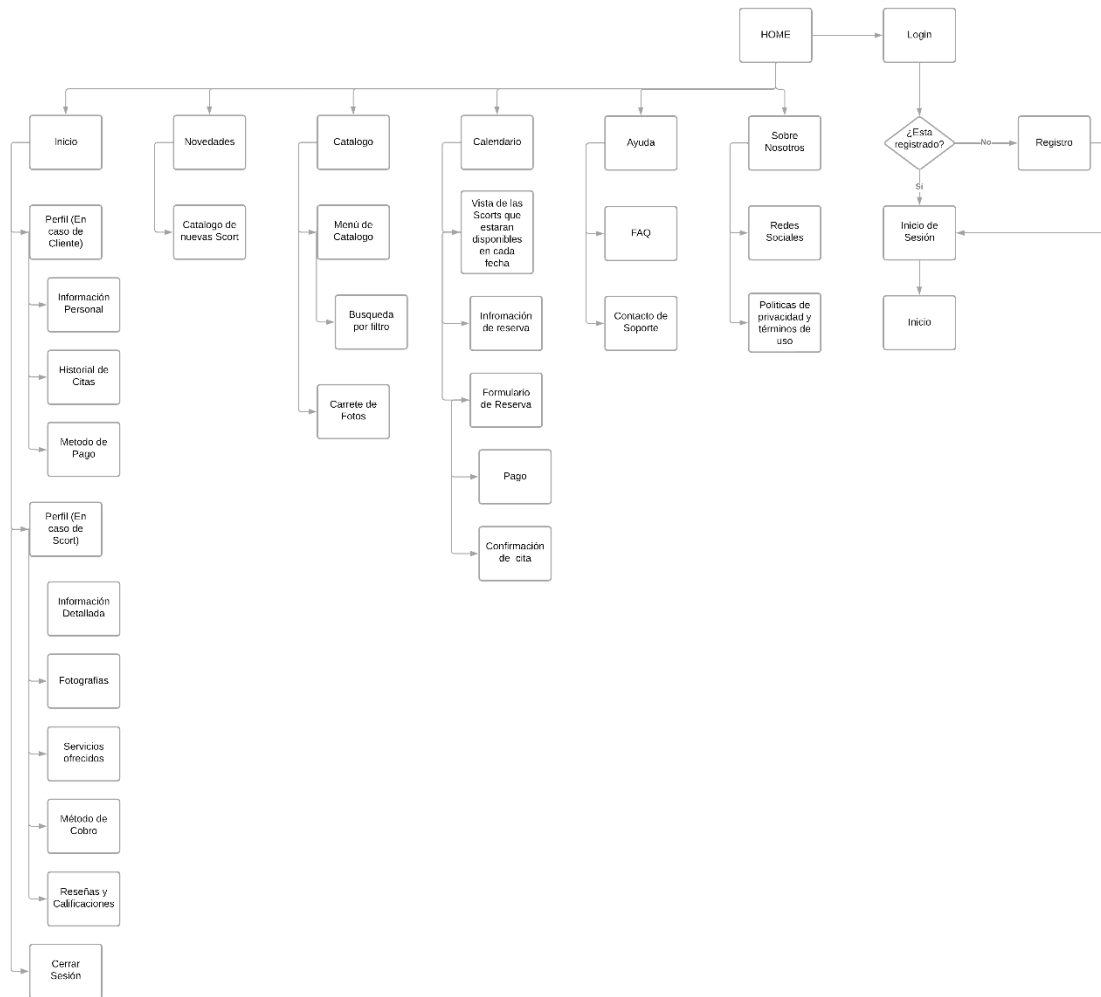 HOME
Login
Inicio
Novedades
Catalogo
Calendario
Ayuda
Sobre
Nosotros
¿Esta
registrado?
No
Registro
Si
Perfil (En
caso de
Cliente)
Catalogo de
nuevas Scort
Menú de
Catalogo
Vista de las
Scorts que
estaran
disponibles
en cada
fecha
FAQ
Redes
Sociales
Inicio de
Sesión
Información
Personal
Busqueda
por filtro
Infromación
de reserva
Contacto de
Soporte
Politicas de
privacidad y
términos de
uso
Inicio
Historial de
Citas
Carrete de
Fotos
Formulario
de Reserva
Metodo de
Pago
Pago
Perfil (En
caso de
Scort)
Confirmación
de cita
Información
Detallada
Fotografias
Servicios
ofrecidos
Método de
Cobro
Reseñas y
Calificaciones
Cerrar
Sesión